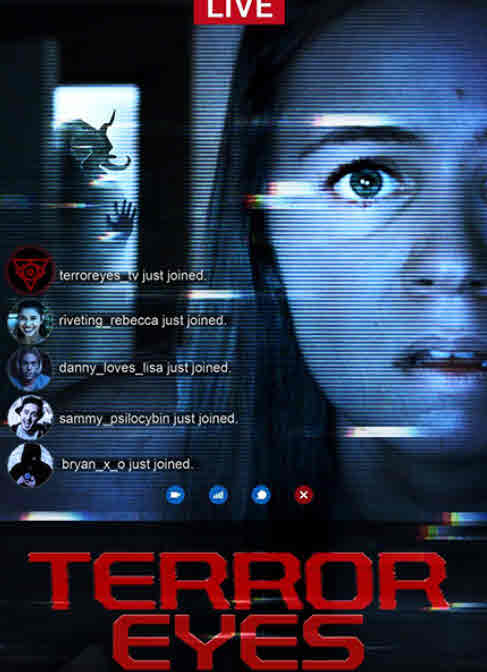 LIVE
terroreyes_tv just joined.
riveting_rebecca just joined.
danny_loves_lisa just joined.
sammy_psilocybin just joined.
bryan_x_o just joined.
TERROR
EYES